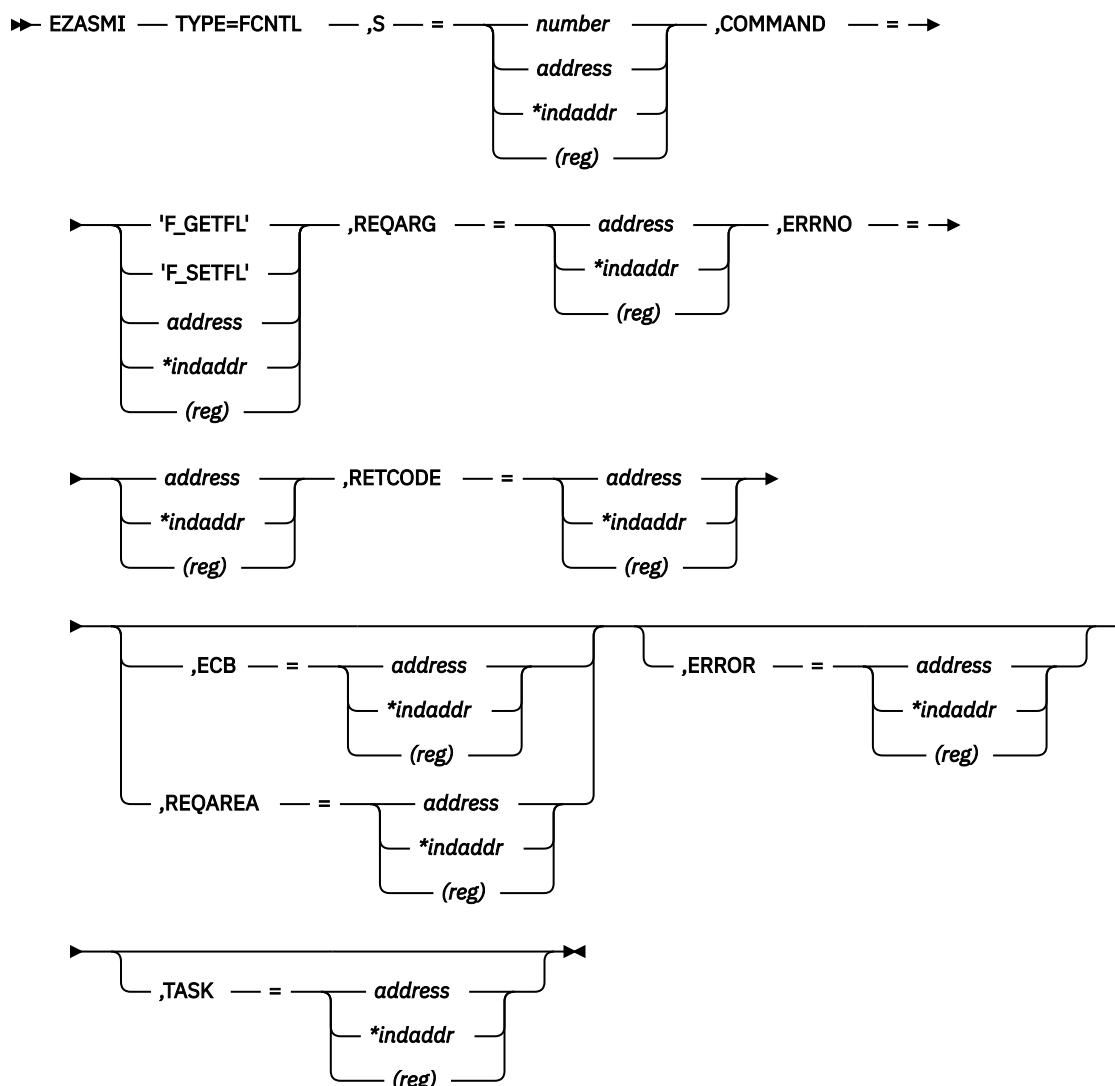 EZASMI TYPE=FCNTL ,S = number ,COMMAND =
address
*indaddr
(reg)
'F_GETFL' ,REQARG = address ,ERRNO =
'F_SETFL' *indaddr
address (reg)
*indaddr
(reg)
address ,RETCODE = address
*indaddr *indaddr
(reg) (reg)
,ECB = address ,ERROR = address
*indaddr *indaddr
(reg) (reg)
,REQAREA = address
*indaddr
(reg)
,TASK = address
*indaddr
(reg)